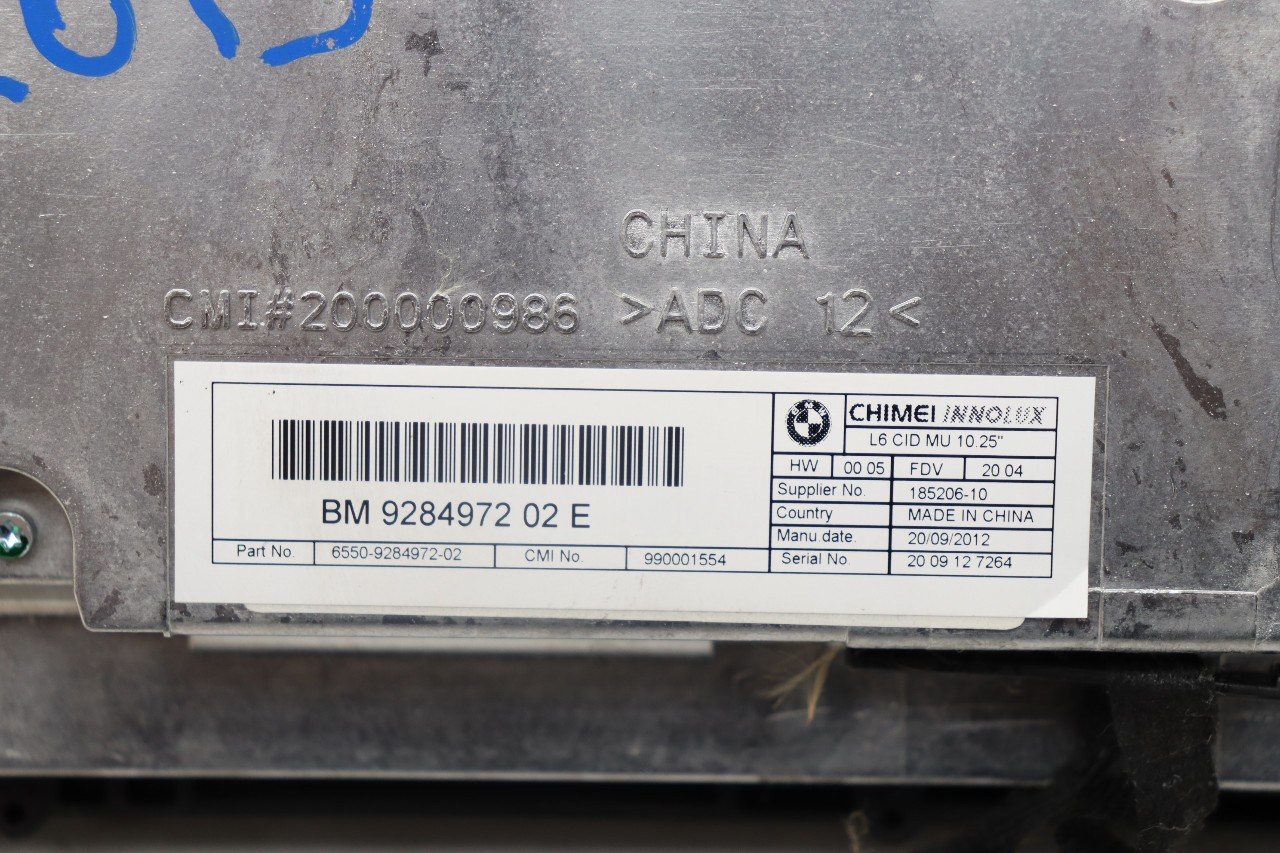 CHINA
CMI#200000986 >ADC 12<
BM 9284972 02 E
Part No. 6550-9284972-02 CMI No. 990001554
BMW
CHIMEI INNOLUX
L6 CID MU 10.25"
HW 00 05 FDV 20 04
Supplier No. 185206-10
Country MADE IN CHINA
Manu.date. 20/09/2012
Serial No. 20 09 12 7264